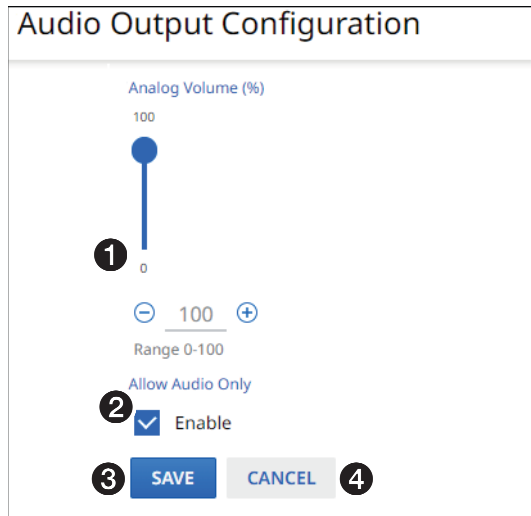 Audio Output Configuration
Analog Volume (%)
100
1
0
100
Range 0-100
Allow Audio Only
2
Enable
3 SAVE CANCEL 4